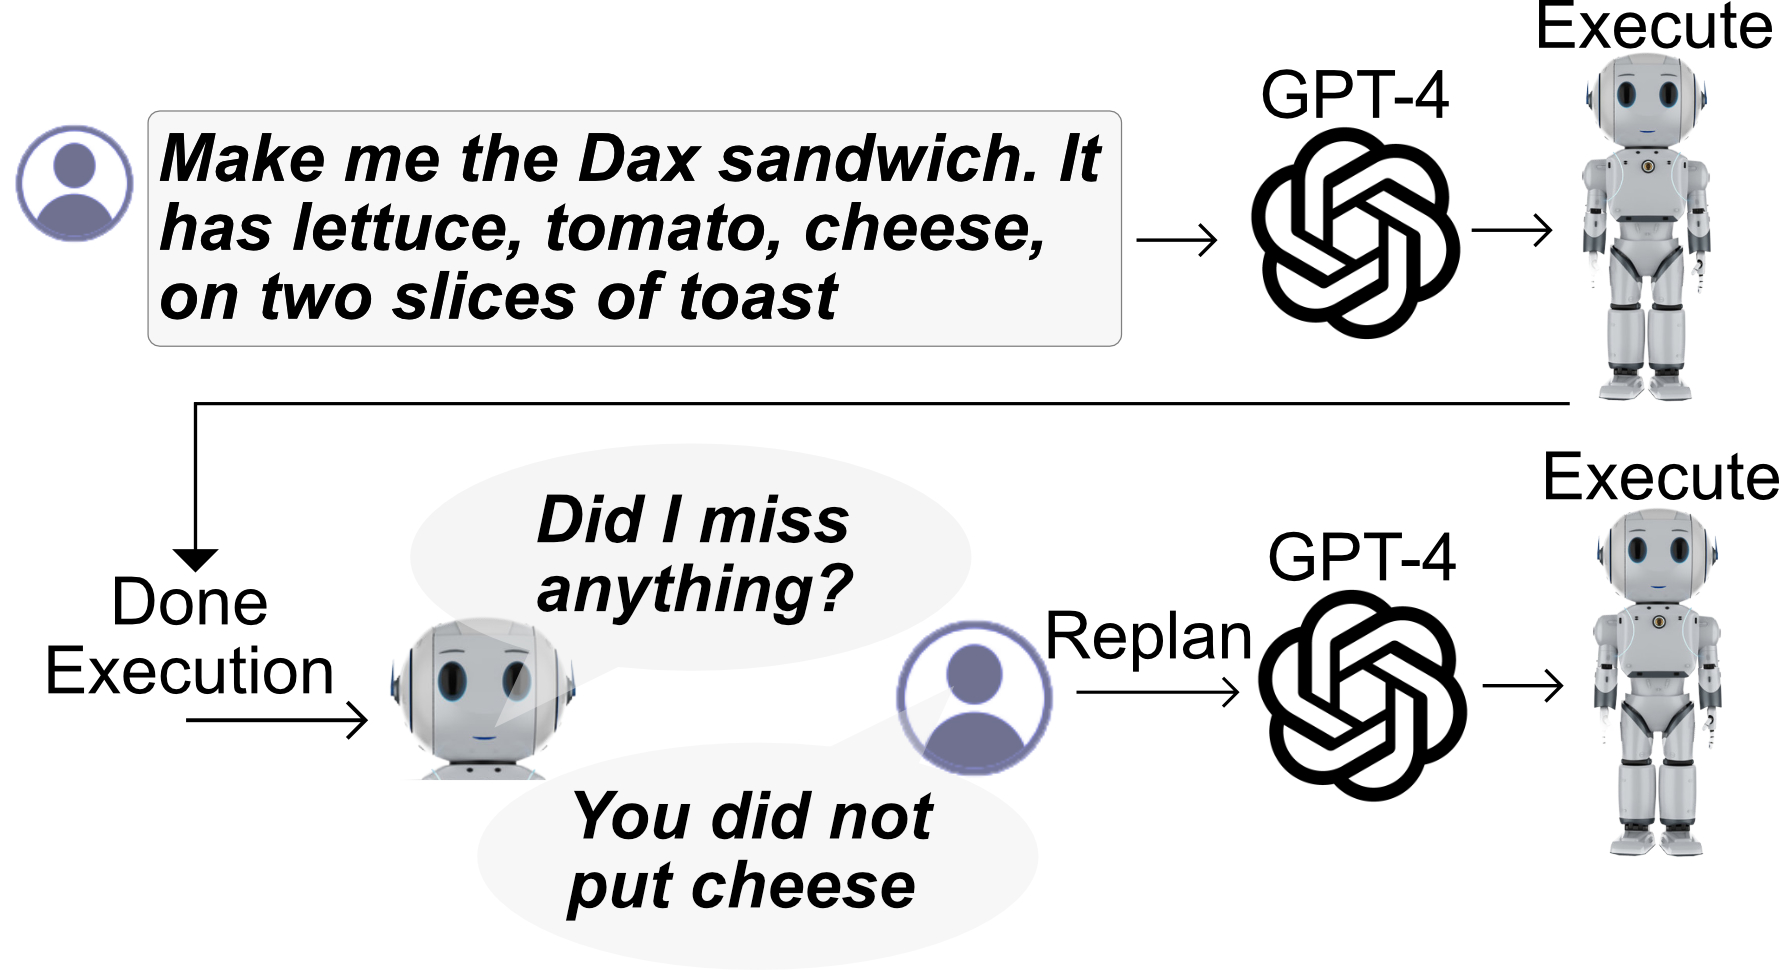 Execute
GPT-4
Make me the Dax sandwich. It
has lettuce, tomato, cheese,
on two slices of toast
Done
Execution
Did I miss
anything?
You did not
put cheese
Replan
GPT-4
Execute